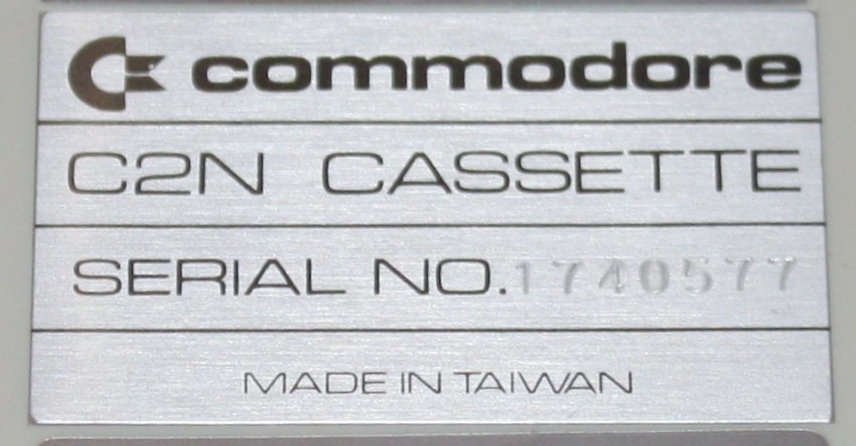 commodore
C2N CASSETTE
SERIAL NO. 1740577
MADE IN TAIWAN